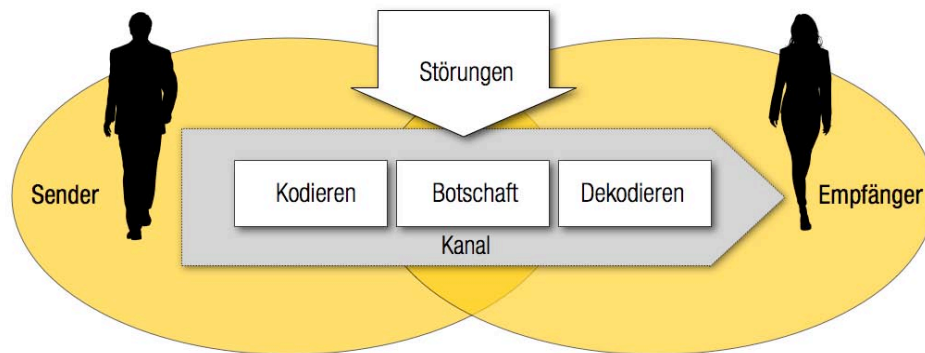 Störungen
Sender
Kodieren
Botschaft
Dekodieren
Empfänger
Kanal